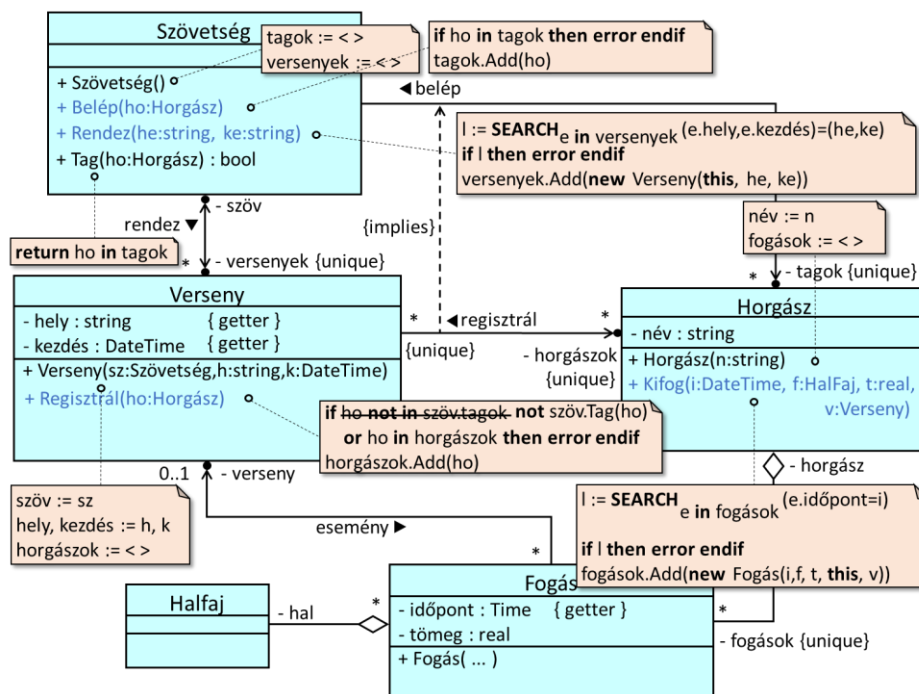 Szövetség
+ Szövetség()
+ Belép(ho:Horgász)
+ Rendez(he:string, ke:string)
+ Tag(ho:Horgász) : bool
tagok := < >
versenyek := < >
if ho in tagok then error endif
tagok.Add(ho)
◄ belép
l := SEARCH e in versenyek (e.hely,e.kezdés)=(he,ke)
if l then error endif
versenyek.Add(new Verseny(this, he, ke))
- szöv
rendez ▼
{implies}
név := n
fogások := < >
return ho in tagok
* - versenyek {unique}
* - tagok {unique}
Verseny
- hely : string { getter }
- kezdés : DateTime { getter }
+ Verseny(sz:Szövetség,h:string,k:DateTime)
+ Regisztrál(ho:Horgász)
* ◄ regisztrál *
{unique}
- horgászok
{unique}
Horgász
- név : string
+ Horgász(n:string)
+ Kifog(i:DateTime, f:HalFaj, t:real,
v:Verseny)
if ho not in szöv.tagok not szöv.Tag(ho)
or ho in horgászok then error endif
horgászok.Add(ho)
0..1 - verseny
- horgász
szöv := sz
hely, kezdés := h, k
horgászok := < >
esemény ►
l := SEARCH e in fogások (e.időpont=i)
if l then error endif
fogások.Add(new Fogás(i,f, t, this, v))
*
Halfaj
- hal *
Fogás
- időpont : Time { getter }
- tömeg : real
+ Fogás( ... )
*
- fogások {unique}